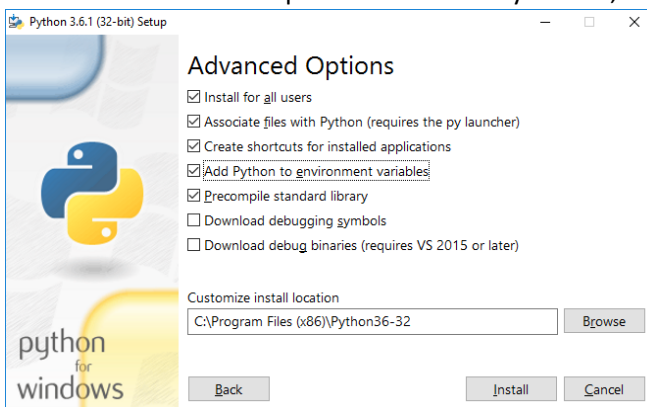 Python 3.6.1 (32-bit) Setup
Advanced Options
Install for all users
Associate files with Python (requires the py launcher)
Create shortcuts for installed applications
Add Python to environment variables
Precompile standard library
Download debugging symbols
Download debug binaries (requires VS 2015 or later)
Customize install location
C:\Program Files (x86)\Python36-32
Browse
python
for
windows
Back
Install
Cancel